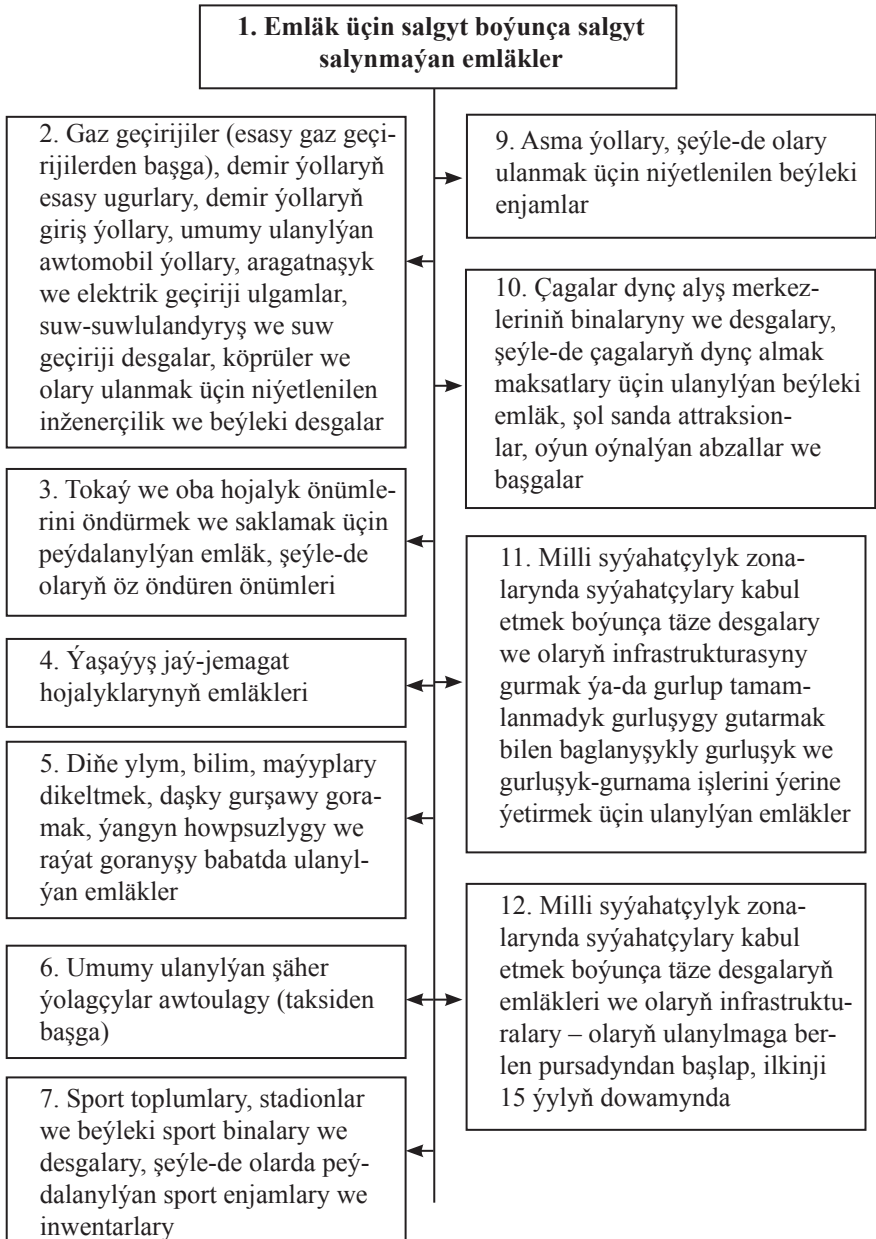 1. Emläk üçin salgyt boýunça salgyt
salynmaýan emläkler
2. Gaz geçirijiler (esasy gaz geçi-
rijilerden başga), demir ýollaryň
esasy ugurlary, demir ýollaryň
giriş ýollary, umumy ulanylýan
awtomobil ýollary, aragatnaşyk
we elektrik geçiriji ulgamlar,
suw-suwlulandyryş we suw
geçiriji desgalar, köprüler we
olary ulanmak üçin niýetlenilen
inženerçilik we beýleki desgalar
3. Tokaý we oba hojalyk önümle-
rini öndürmek we saklamak üçin
peýdalanylýan emläk, şeýle-de
olaryň öz öndüren önümleri
4. Ýaşaýyş jaý-jemagat
hojalyklarynyň emläkleri
5. Diňe ylym, bilim, maýyplary
dikeltmek, daşky gurşawy gora-
mak, ýangyn howpsuzlygy we
raýat goranyşy babatda ulanyl-
ýan emläkler
6. Umumy ulanylýan şäher
ýolagçylar awtoulagy (taksiden
başga)
7. Sport toplumlary, stadionlar
we beýleki sport binalary we
desgalary, şeýle-de olarda peý-
dalanylýan sport enjamlary we
inwentarlary
9. Asma ýollary, şeýle-de olary
ulanmak üçin niýetlenilen beýleki
enjamlar
10. Çagalar dynç alyş merkez-
leriniň binalaryny we desgalary,
şeýle-de çagalaryň dynç almak
maksatlary üçin ulanylýan beýleki
emläk, şol sanda attraksion-
lar, oýun oýnalýan abzallar we
başgalar
11. Milli syýahatçylyk zona-
larynda syýahatçylary kabul
etmek boýunça täze desgalary
we olaryň infrastrukturasyny
gurmak ýa-da gurlup tamam-
lanmadyk gurluşygy gutarmak
bilen baglanyşykly gurluşyk we
gurluşyk-gurnama işlerini ýerine
ýetirmek üçin ulanylýan emläkler
12. Milli syýahatçylyk zona-
larynda syýahatçylary kabul
etmek boýunça täze desgalaryň
emläkleri we olaryň infrastruktu-
ralary – olaryň ulanylmaga ber-
len pursadyndan başlap, ilkinji
15 ýylyň dowamynda